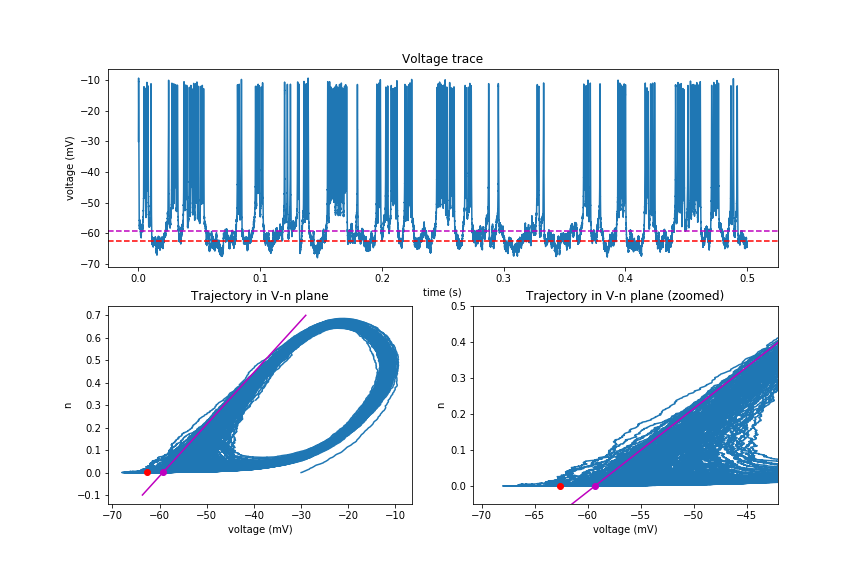 Voltage trace
voltage (mV)
−10
−20
−30
−40
−50
−60
−70
0.0 0.1 0.2 0.3 0.4 0.5
time (s)
Trajectory in V-n plane
n
0.7
0.6
0.5
0.4
0.3
0.2
0.1
0.0
−0.1
−70 −60 −50 −40 −30 −20 −10
voltage (mV)
Trajectory in V-n plane (zoomed)
n
0.5
0.4
0.3
0.2
0.1
0.0
−70 −65 −60 −55 −50 −45
voltage (mV)